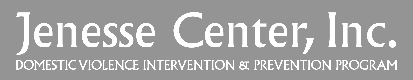 Jenesse Center, Inc.
DOMESTIC VIOLENCE INTERVENTION & PREVENTION PROGRAM